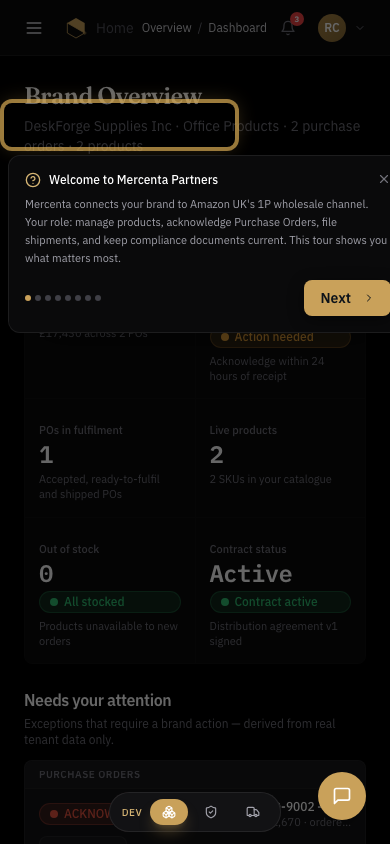 Home Overview / Dashboard 3 RC
Brand Overview
DeskForge Supplies Inc · Office Products · 2 purchase
orders · 2 products
Welcome to Mercenta Partners
Mercenta connects your brand to Amazon UK's 1P wholesale channel.
Your role: manage products, acknowledge Purchase Orders, file
shipments, and keep compliance documents current. This tour shows you
what matters most.
Next
£17,430 across 2 POs
Action needed
Acknowledge within 24
hours of receipt
POs in fulfilment
1
Accepted, ready-to-fulfil
and shipped POs
Live products
2
2 SKUs in your catalogue
Out of stock
0
All stocked
Products unavailable to new
orders
Contract status
Active
Contract active
Distribution agreement v1
signed
Needs your attention
Exceptions that require a brand action — derived from real
tenant data only.
PURCHASE ORDERS
ACKNOW
-9002
,670 · ordere...
DEV